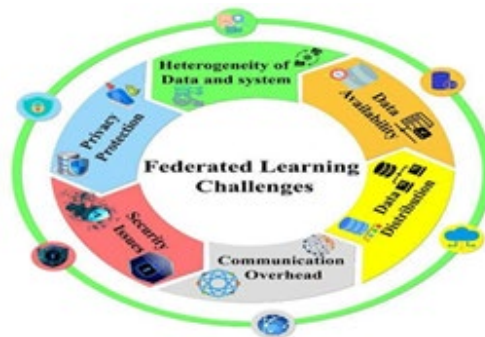 Heterogeneity of
Data and system
Data
Availability
Data
Distribution
Communication
Overhead
Security
Issues
Privacy
Protection
Federated Learning
Challenges